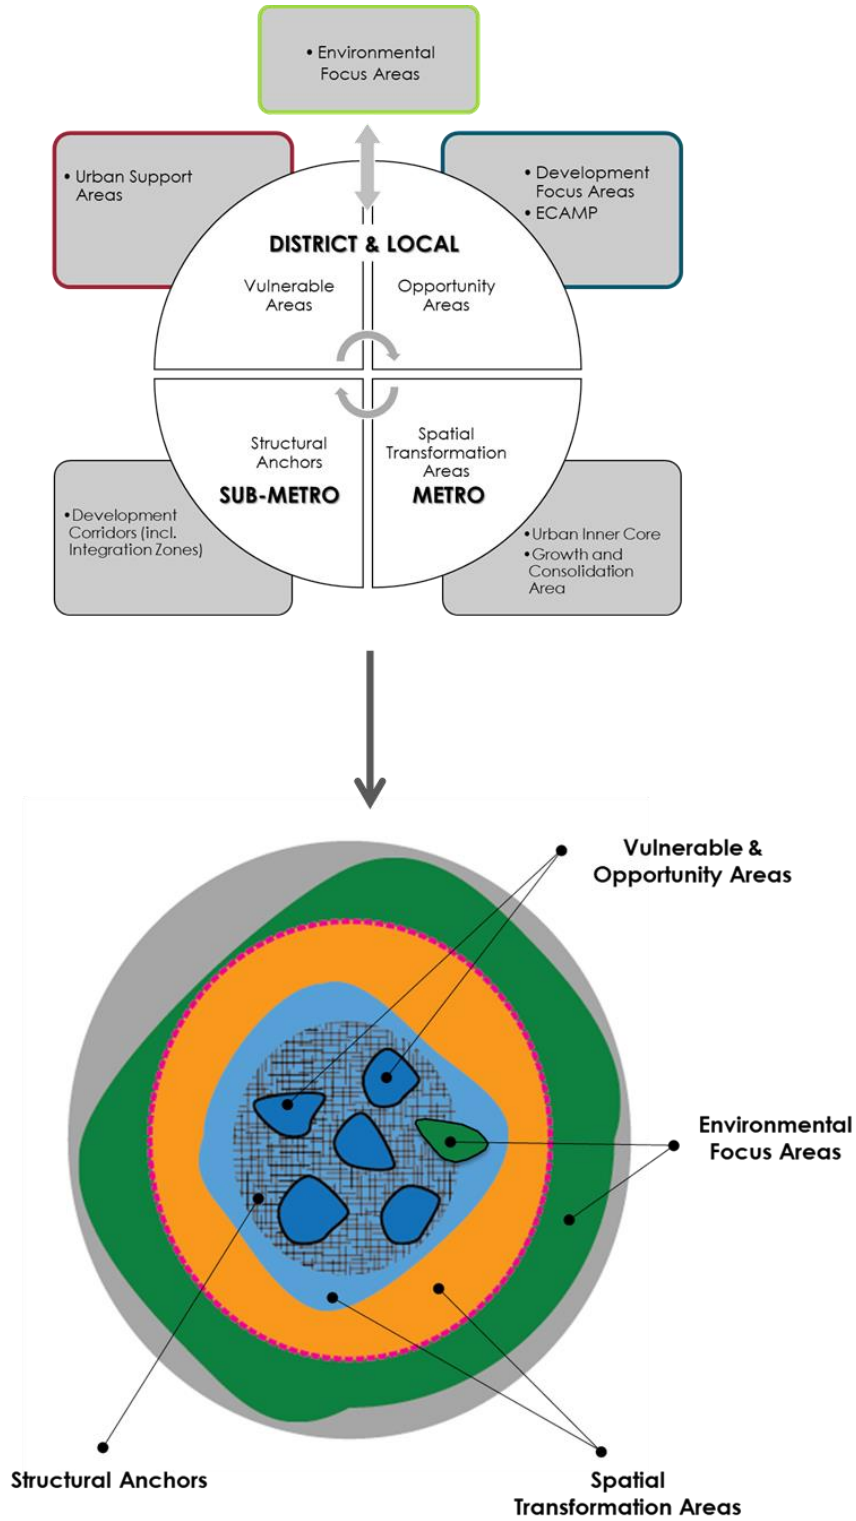 • Environmental
Focus Areas
• Urban Support
Areas
• Development
Focus Areas
• ECAMP
DISTRICT & LOCAL
Vulnerable
Areas
Opportunity
Areas
Structural
Anchors
SUB-METRO
Spatial
Transformation
Areas
METRO
•Development
Corridors (incl.
Integration Zones)
•Urban Inner Core
•Growth and
Consolidation
Area
Vulnerable &
Opportunity Areas
Environmental
Focus Areas
Structural Anchors
Spatial
Transformation Areas